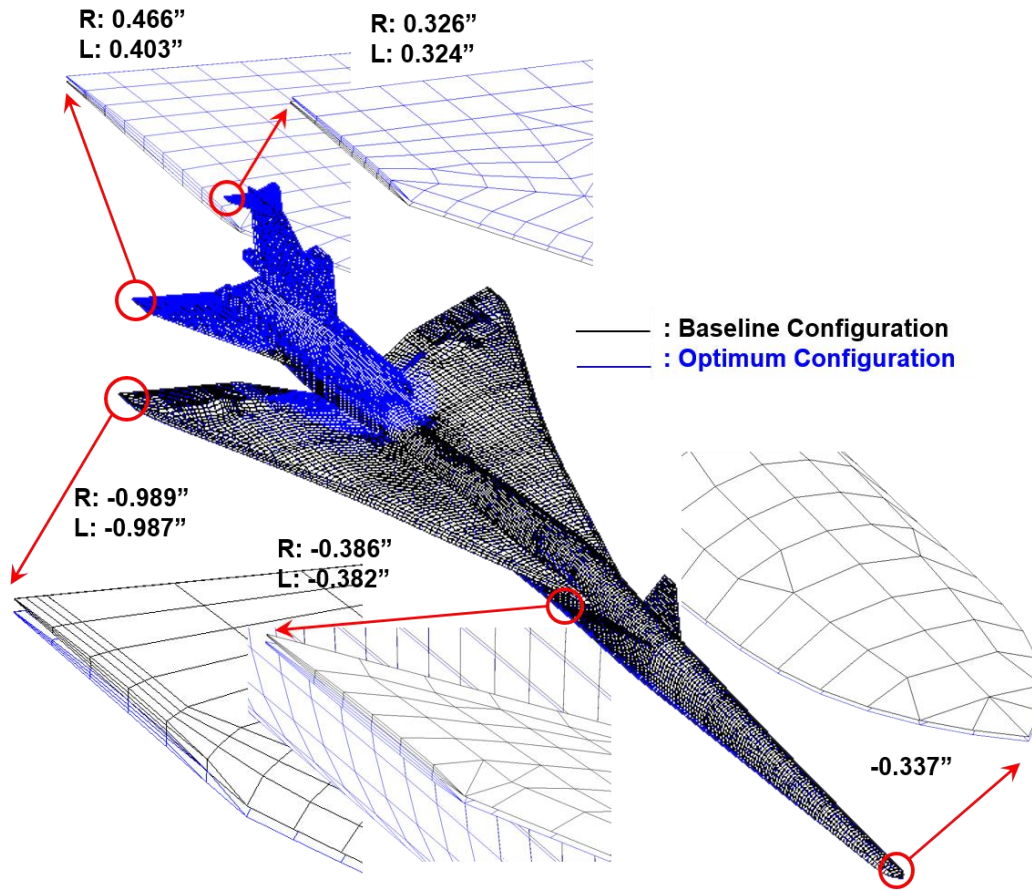 R: 0.466”
L: 0.403”
R: 0.326”
L: 0.324”
: Baseline Configuration
: Optimum Configuration
R: -0.989”
L: -0.987”
R: -0.386”
L: -0.382”
-0.337”